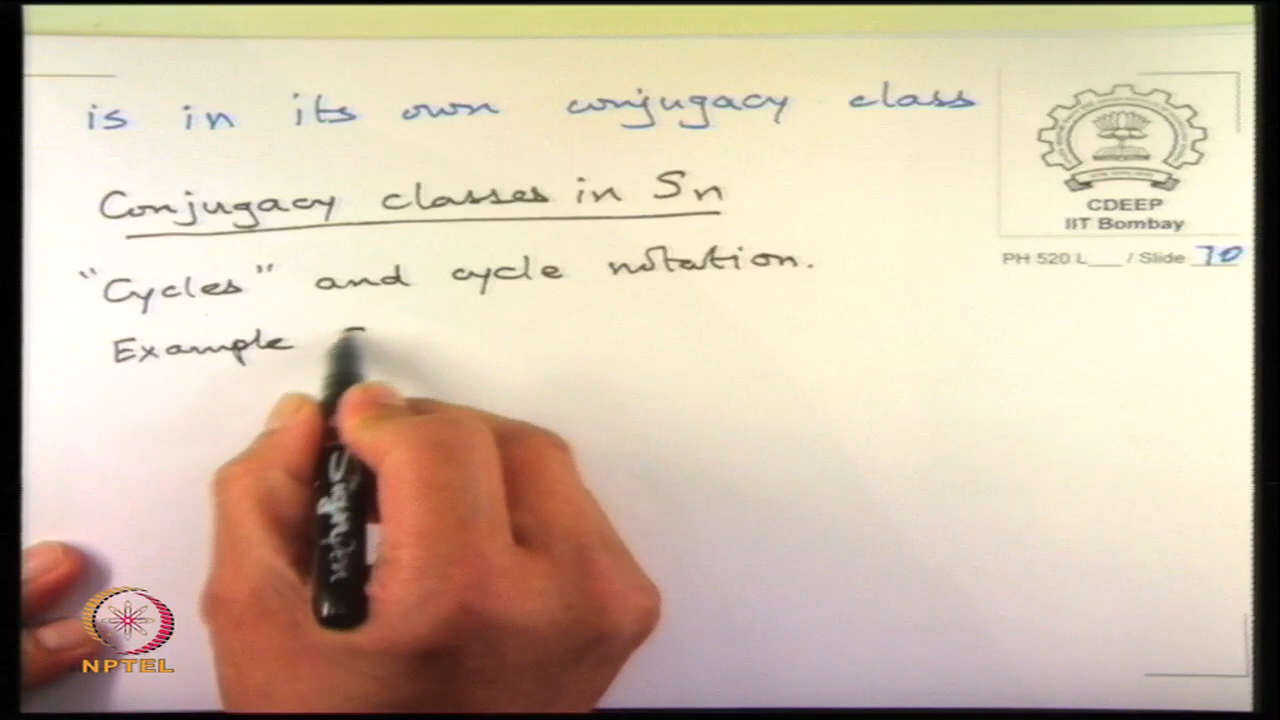 is in its own conjugacy class
Conjugacy classes in Sn
"Cycles" and cycle notation.
Example
CDEEP
IIT Bombay
PH 520 L___ / Slide 10
NPTEL